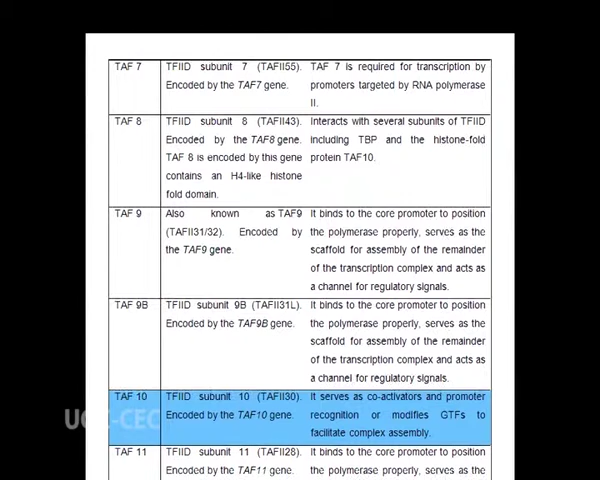 TAF 7 TFIID subunit 7 (TAFII55). TAF 7 is required for transcription by
Encoded by the TAF7 gene. promoters targeted by RNA polymerase
II.
TAF 8 TFIID subunit 8 (TAFII43). Interacts with several subunits of TFIID
Encoded by the TAF8 gene. including TBP and the histone-fold
TAF 8 is encoded by this gene protein TAF10.
contains an H4-like histone
fold domain.
TAF 9 Also known as TAF9 It binds to the core promoter to position
(TAFII31/32). Encoded by the polymerase properly, serves as the
the TAF9 gene. scaffold for assembly of the remainder
of the transcription complex and acts as
a channel for regulatory signals.
TAF 9B TFIID subunit 9B (TAFII31L). It binds to the core promoter to position
Encoded by the TAF9B gene. the polymerase properly, serves as the
scaffold for assembly of the remainder
of the transcription complex and acts as
a channel for regulatory signals.
TAF 10 TFIID subunit 10 (TAFII30). It serves as co-activators and promoter
Encoded by the TAF10 gene. recognition or modifies GTFs to
facilitate complex assembly.
UGC-CEC
TAF 11 TFIID subunit 11 (TAFII28). It binds to the core promoter to position
Encoded by the TAF11 gene. the polymerase properly, serves as the